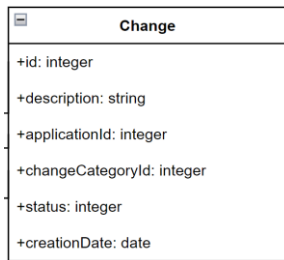 Change
+id: integer
+description: string
+applicationId: integer
+changeCategoryId: integer
+status: integer
+creationDate: date